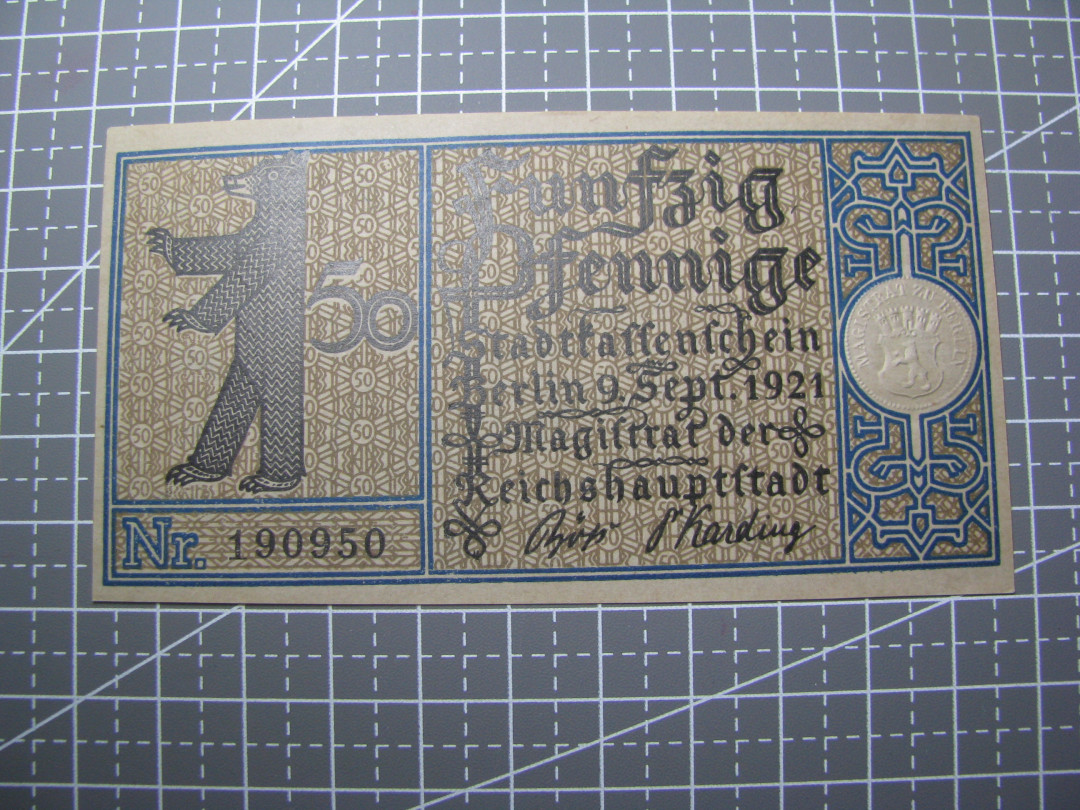 50
Fünfzig
Pfennige
Stadtkassenschein
Berlin 9. Sept. 1921
Magistrat der
Reichshauptstadt
Nr. 190950